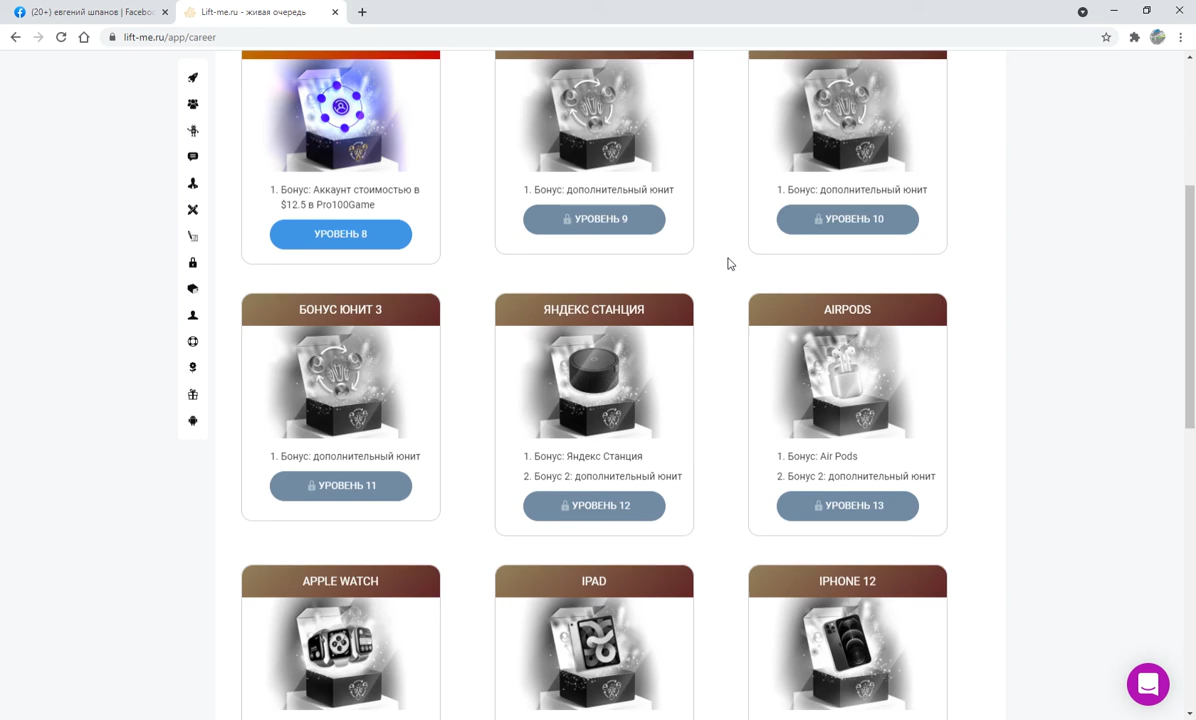 (20+) евгений шпанов | Facebo
Lift-me.ru - живая очередь
lift-me.ru/app/career
1. Бонус: Аккаунт стоимостью в
$12.5 в Pro100Game
УРОВЕНЬ 8
1. Бонус: дополнительный юнит
УРОВЕНЬ 9
1. Бонус: дополнительный юнит
УРОВЕНЬ 10
БОНУС ЮНИТ 3
1. Бонус: дополнительный юнит
УРОВЕНЬ 11
ЯНДЕКС СТАНЦИЯ
1. Бонус: Яндекс Станция
2. Бонус 2: дополнительный юнит
УРОВЕНЬ 12
AIRPODS
1. Бонус: Air Pods
2. Бонус 2: дополнительный юнит
УРОВЕНЬ 13
APPLE WATCH
IPAD
IPHONE 12